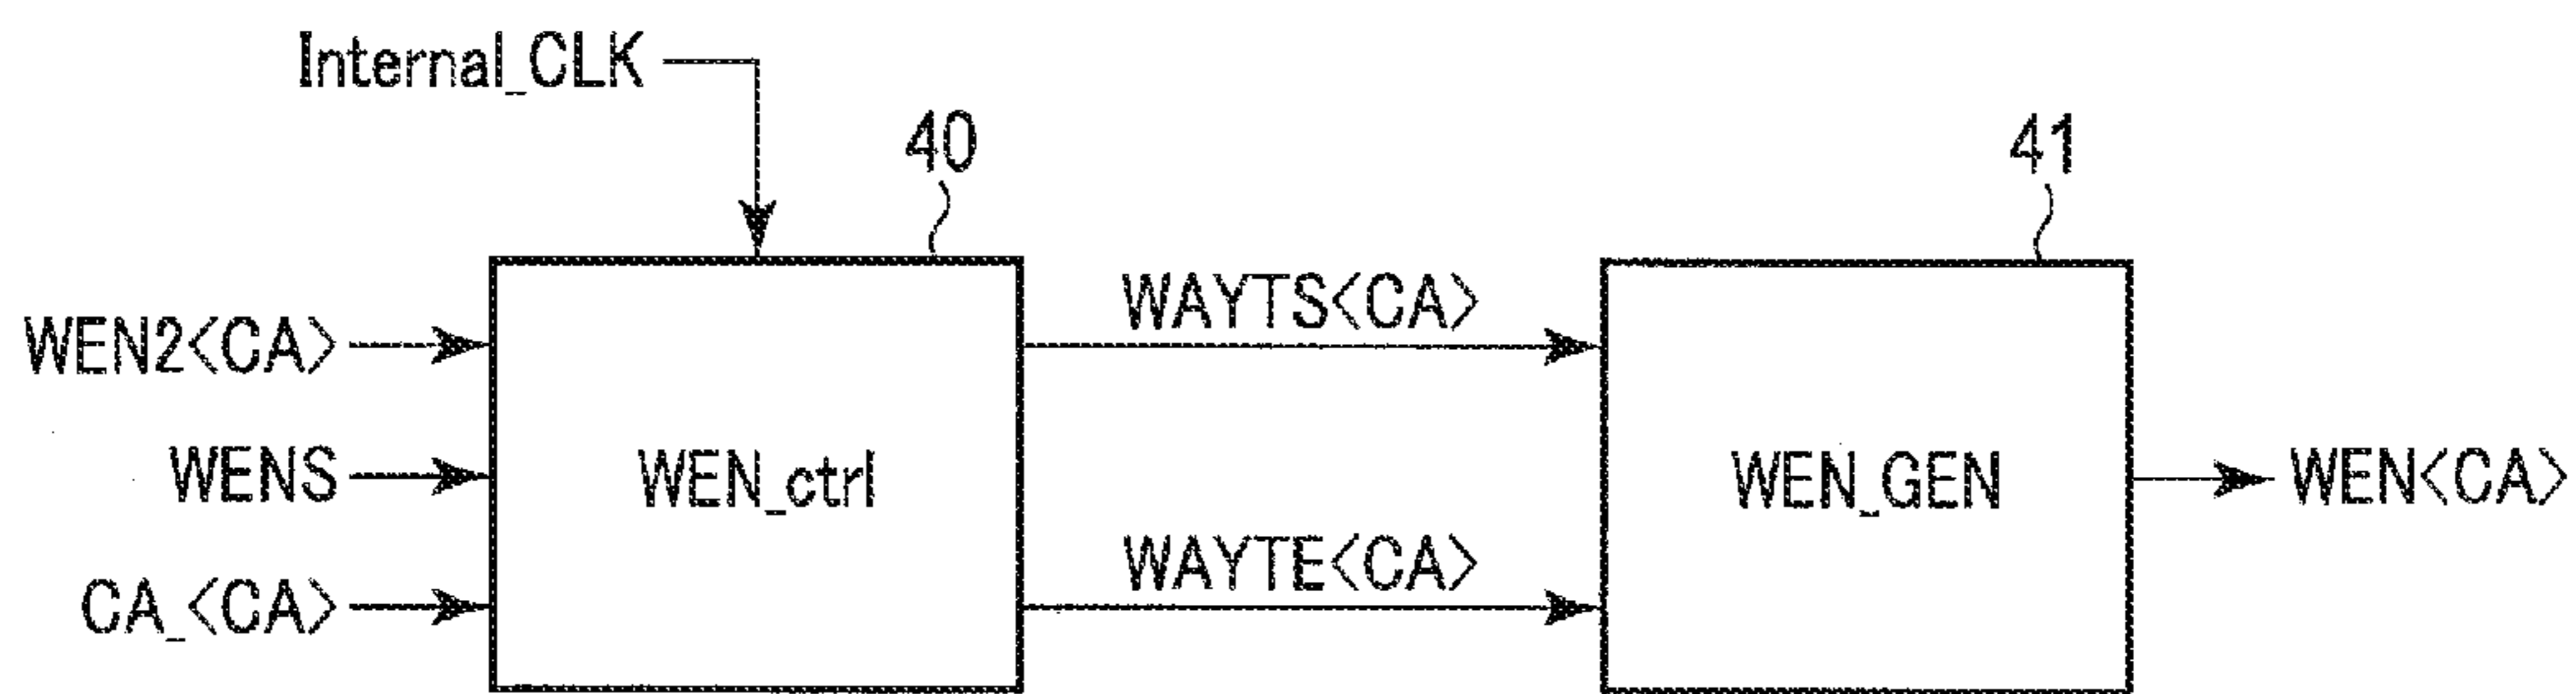 Internal_CLK
40
41
WEN2<CA>
WENS
CA_<CA>
WEN_ctrl
WAYTS<CA>
WAYTE<CA>
WEN_GEN
WEN<CA>